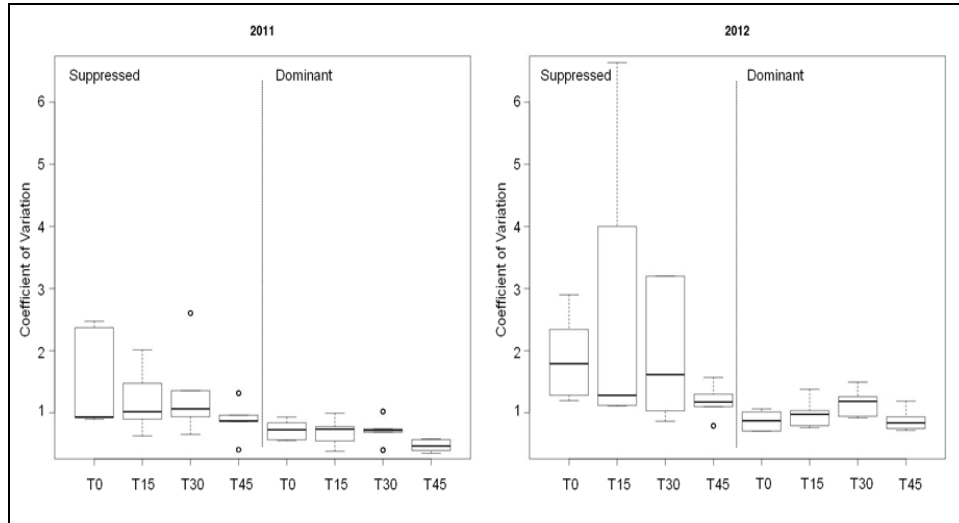 2011
Suppressed Dominant
Coefficient of Variation
6
5
4
3
2
1
T0 T15 T30 T45 T0 T15 T30 T45
2012
Suppressed Dominant
Coefficient of Variation
6
5
4
3
2
1
T0 T15 T30 T45 T0 T15 T30 T45